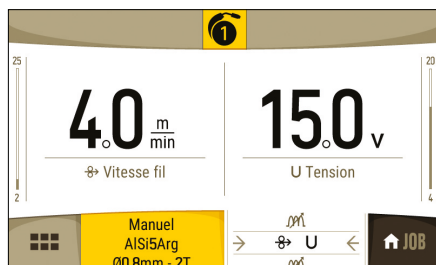 1
25
20
4.0 m/min
15.0 V
Vitesse fil
U Tension
2
4
Manuel
AlSi5Arg
Ø0.8mm - 2T
U
JOB